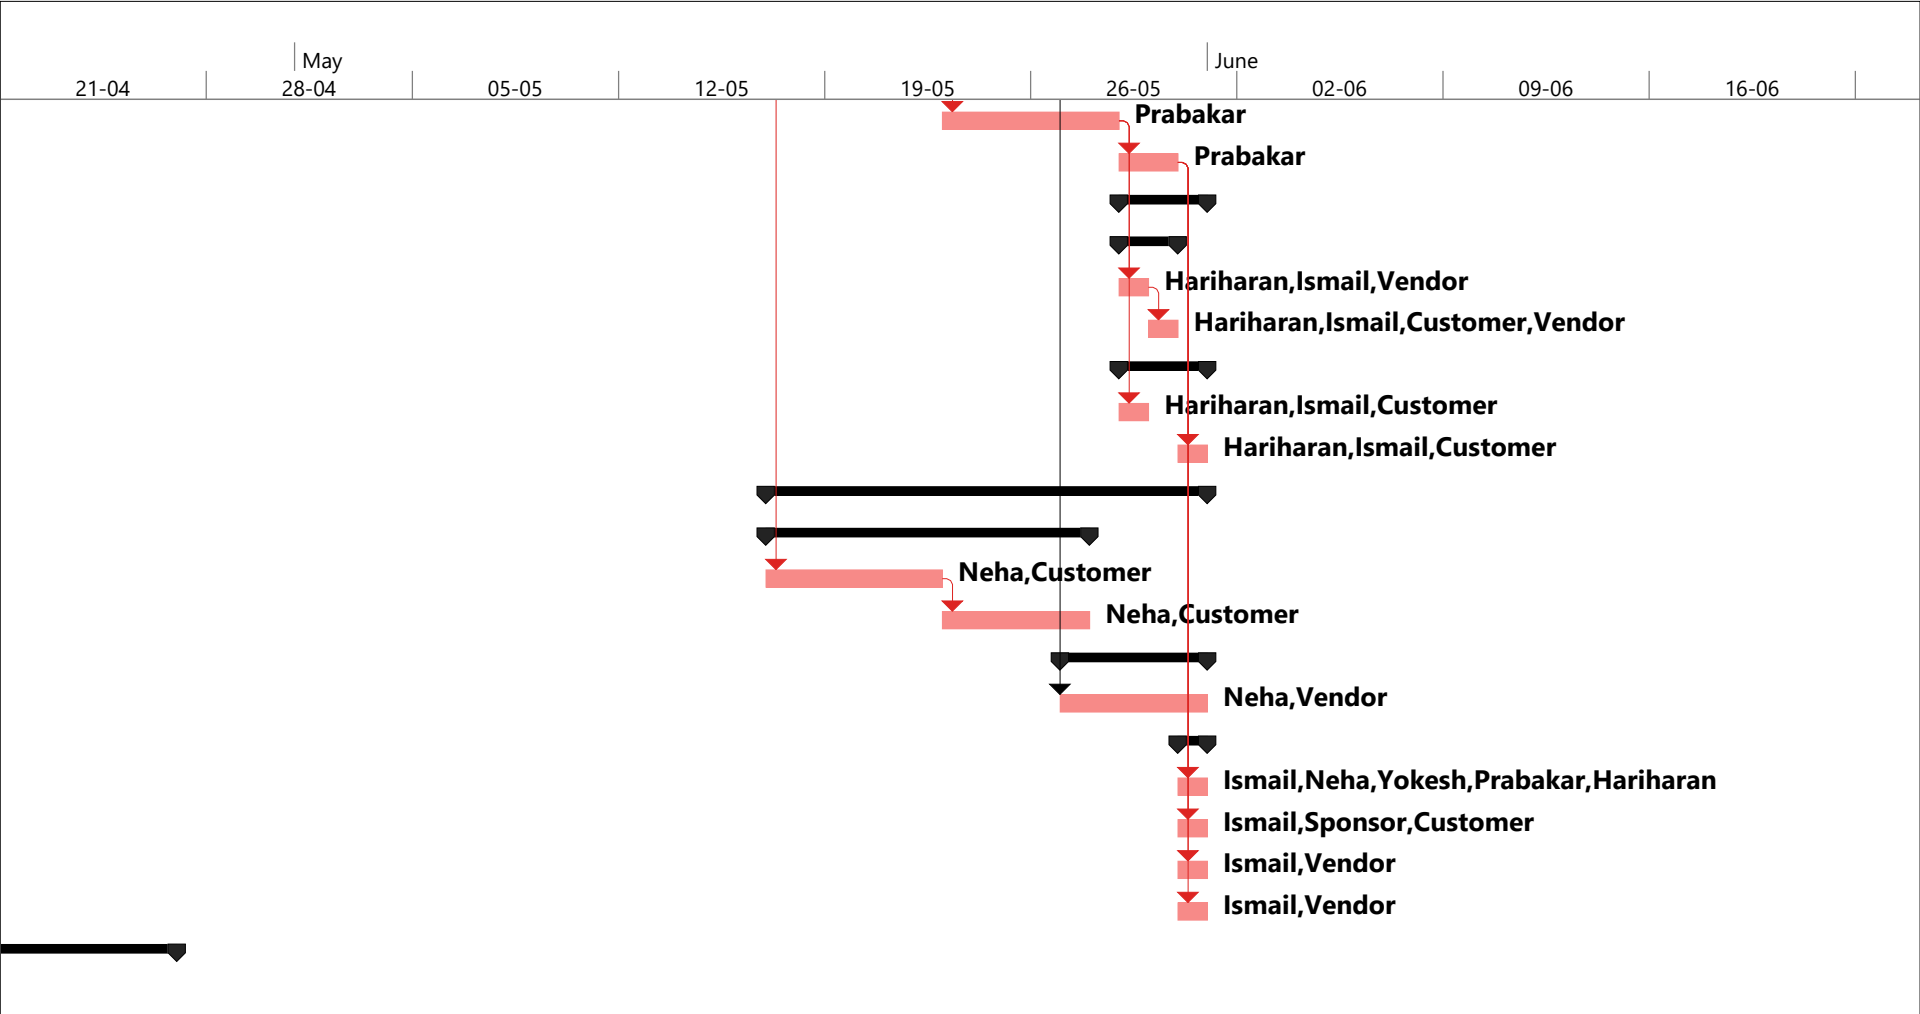 May June
21-04 28-04 05-05 12-05 19-05 26-05 02-06 09-06 16-06
Prabakar
Prabakar
Hariharan,Ismail,Vendor
Hariharan,Ismail,Customer,Vendor
Hariharan,Ismail,Customer
Hariharan,Ismail,Customer
Neha,Customer
Neha,Customer
Neha,Vendor
Ismail,Neha,Yokesh,Prabakar,Hariharan
Ismail,Sponsor,Customer
Ismail,Vendor
Ismail,Vendor